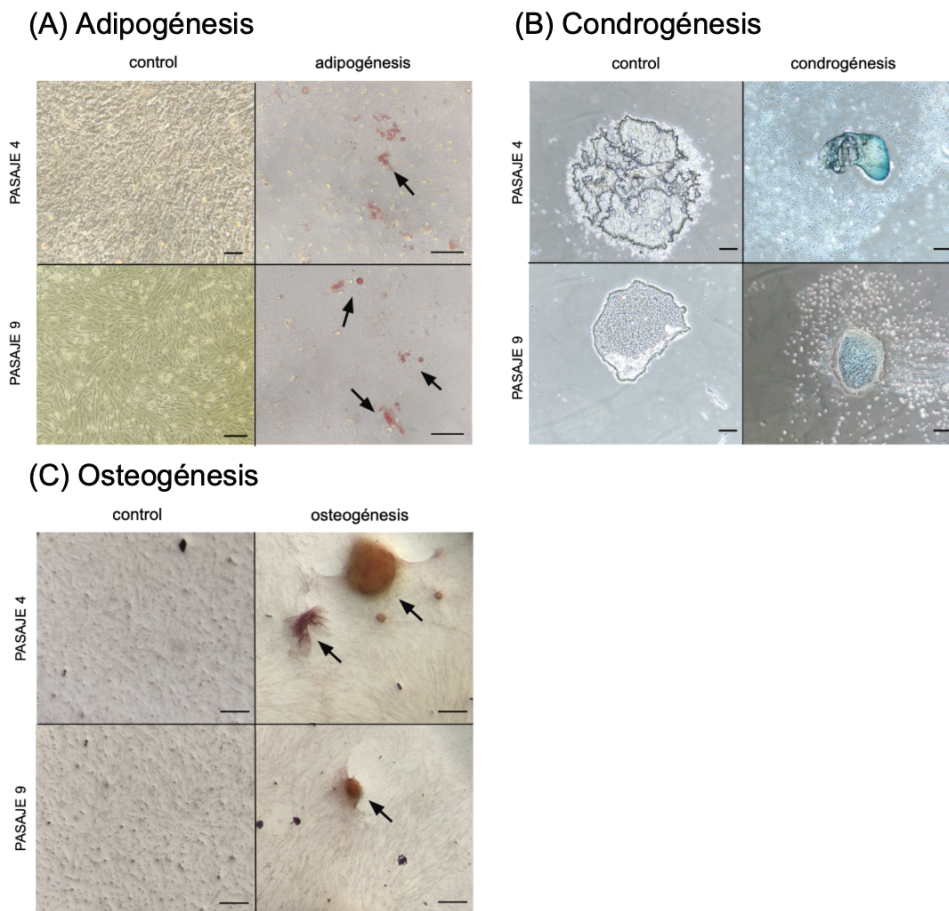 (A) Adipogénesis
control
adipogénesis
PASAJE 4
PASAJE 9
(B) Condrogénesis
control
condrogénesis
PASAJE 4
PASAJE 9
(C) Osteogénesis
control
osteogénesis
PASAJE 4
PASAJE 9